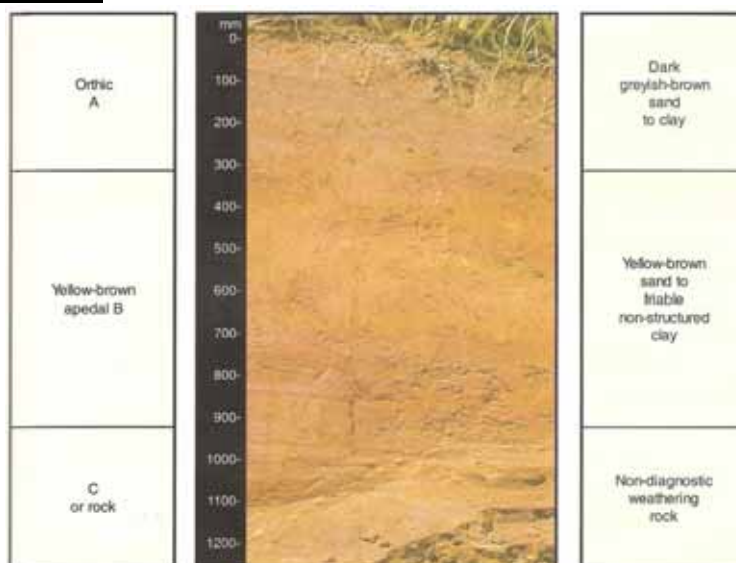 Orthic
A
Yellow-brown
apedal B
C
or rock
mm
0-
100-
200-
300-
400-
500-
600-
700-
800-
900-
1000-
1100-
1200-
Dark
greyish-brown
sand
to clay
Yellow-brown
sand to
friable
non-structured
clay
Non-diagnostic
weathering
rock